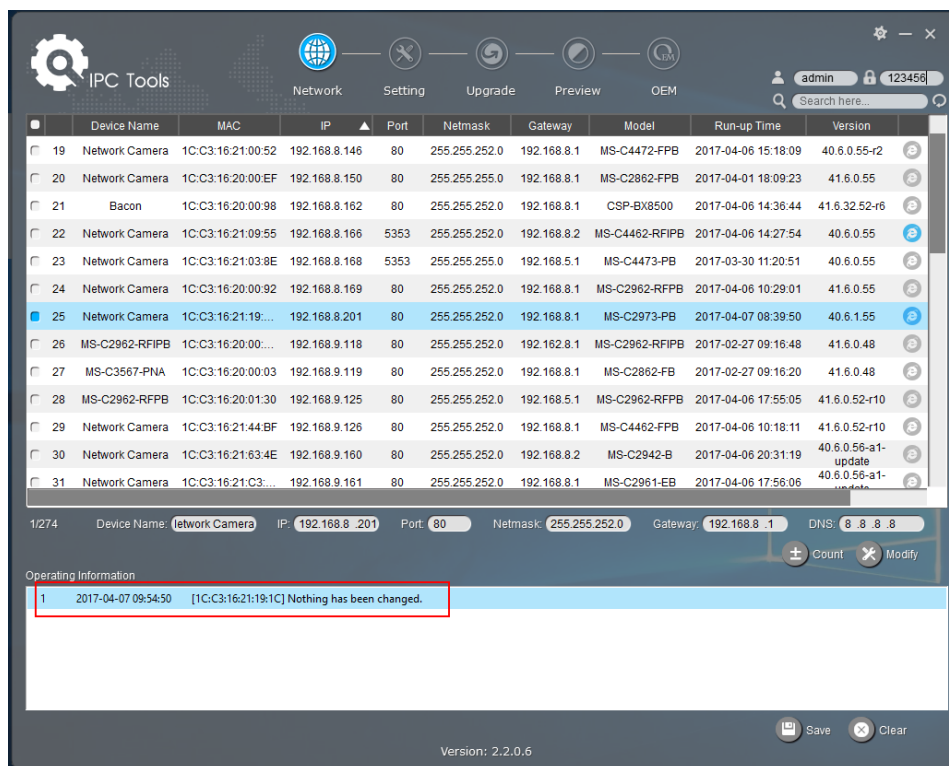 IPC Tools
Network Setting Upgrade Preview OEM
admin 123456
Search here...
Device Name MAC IP Port Netmask Gateway Model Run-up Time Version
19 Network Camera 1C:C3:16:21:00:52 192.168.8.146 80 255.255.252.0 192.168.8.1 MS-C4472-FPB 2017-04-06 15:18:09 40.6.0.55-r2
20 Network Camera 1C:C3:16:20:00:EF 192.168.8.150 80 255.255.255.0 192.168.8.1 MS-C2862-FPB 2017-04-01 18:09:23 41.6.0.55
21 Bacon 1C:C3:16:20:00:98 192.168.8.162 80 255.255.252.0 192.168.8.1 CSP-BX8500 2017-04-06 14:36:44 41.6.32.52-r6
22 Network Camera 1C:C3:16:21:09:55 192.168.8.166 5353 255.255.252.0 192.168.8.2 MS-C4462-RFIPB 2017-04-06 14:27:54 40.6.0.55
23 Network Camera 1C:C3:16:21:03:8E 192.168.8.168 5353 255.255.252.0 192.168.5.1 MS-C4473-PB 2017-03-30 11:20:51 40.6.0.55
24 Network Camera 1C:C3:16:20:00:92 192.168.8.169 80 255.255.252.0 192.168.8.1 MS-C2962-RFPB 2017-04-06 10:29:01 41.6.0.55
25 Network Camera 1C:C3:16:21:19:... 192.168.8.201 80 255.255.252.0 192.168.8.1 MS-C2973-PB 2017-04-07 08:39:50 40.6.1.55
26 MS-C2962-RFIPB 1C:C3:16:20:00:... 192.168.9.118 80 255.255.252.0 192.162.8.1 MS-C2962-RFIPB 2017-02-27 09:16:48 41.6.0.48
27 MS-C3567-PNA 1C:C3:16:20:00:03 192.168.9.119 80 255.255.252.0 192.168.8.1 MS-C2862-FB 2017-02-27 09:16:20 41.6.0.48
28 MS-C2962-RFPB 1C:C3:16:20:01:30 192.168.9.125 80 255.255.252.0 192.168.5.1 MS-C2962-RFPB 2017-04-06 17:55:05 41.6.0.52-r10
29 Network Camera 1C:C3:16:21:44:BF 192.168.9.126 80 255.255.252.0 192.168.8.1 MS-C4462-FPB 2017-04-06 10:18:11 41.6.0.52-r10
30 Network Camera 1C:C3:16:21:63:4E 192.168.9.160 80 255.255.252.0 192.168.8.2 MS-C2942-B 2017-04-06 20:31:19 40.6.0.56-a1-update
31 Network Camera 1C:C3:16:21:C3:... 192.168.9.161 80 255.255.252.0 192.168.8.1 MS-C2961-EB 2017-04-06 17:56:06 40.6.0.56-a1-
1/274 Device Name: letwork Camera IP: 192.168.8 .201 Port: 80 Netmask: 255.255.252.0 Gateway: 192.168.8 .1 DNS: 8 .8 .8 .8
Count Modify
Operating Information
1 2017-04-07 09:54:50 [1C:C3:16:21:19:1C] Nothing has been changed.
Save Clear
Version: 2.2.0.6